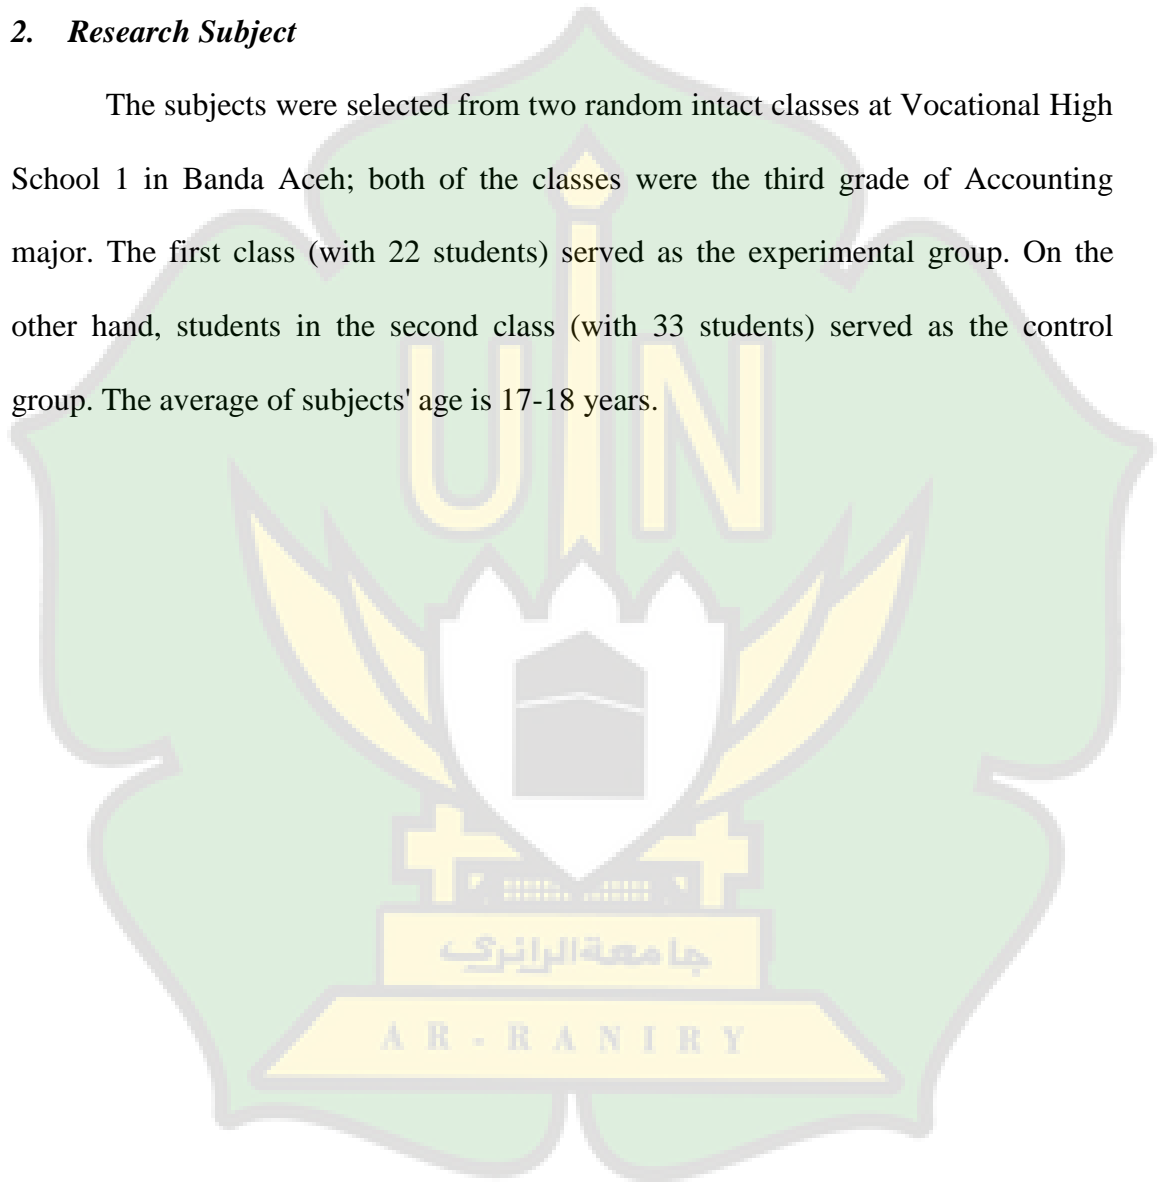 2. Research Subject
The subjects were selected from two random intact classes at Vocational High
School 1 in Banda Aceh; both of the classes were the third grade of Accounting
major. The first class (with 22 students) served as the experimental group. On the
other hand, students in the second class (with 33 students) served as the control
group. The average of subjects' age is 17-18 years.
UIN
جامعة الرانري
AR-RANIRY